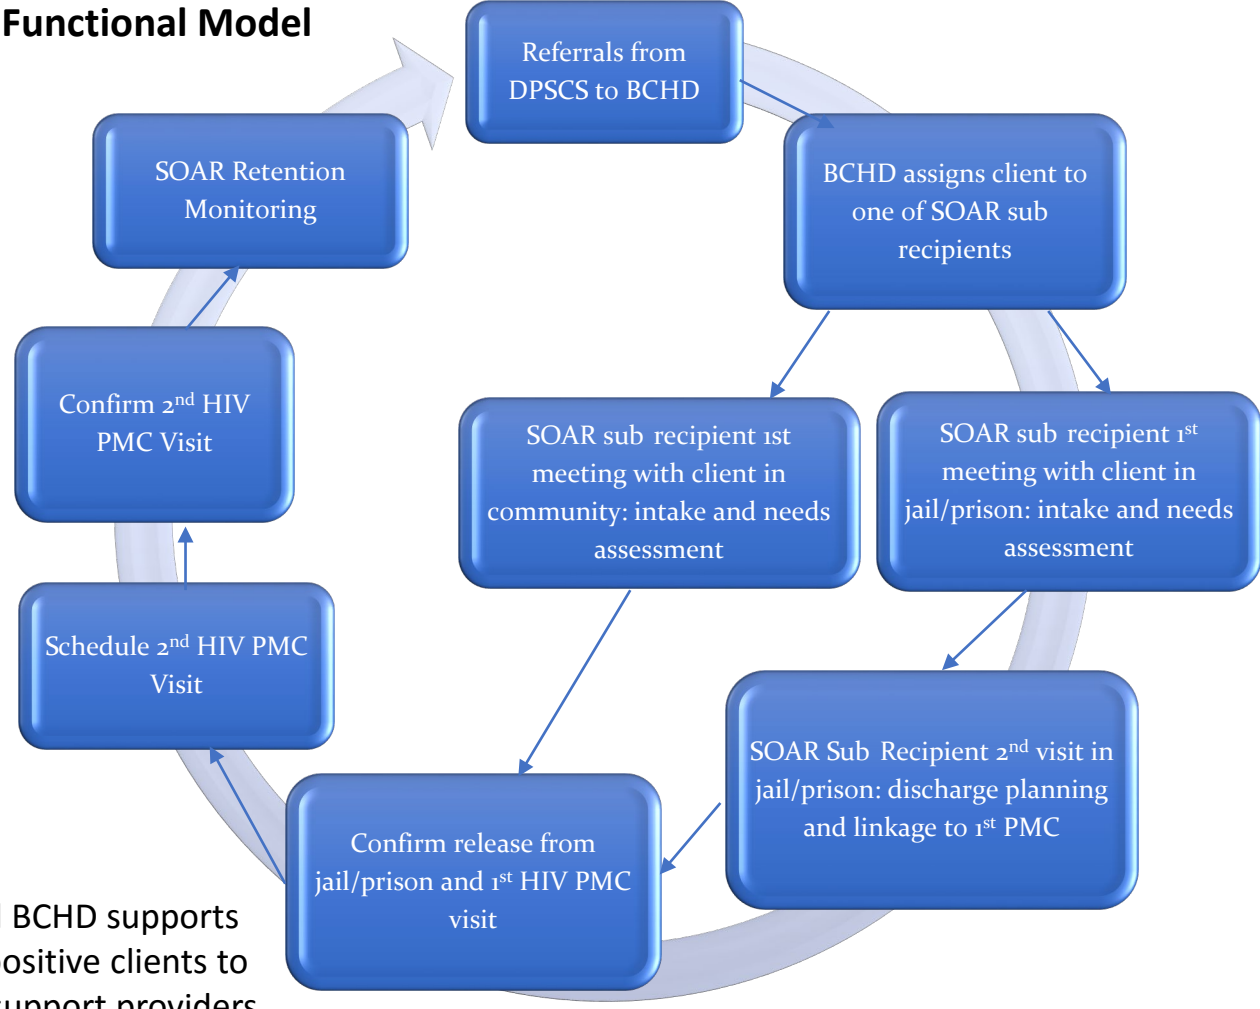 Functional Model
Referrals from
DPSCS to BCHD
BCHD assigns client to
one of SOAR sub
recipients
SOAR sub recipient 1st
meeting with client in
community: intake and needs
assessment
SOAR sub recipient 1st
meeting with client in
jail/prison: intake and needs
assessment
SOAR Sub Recipient 2nd visit in
jail/prison: discharge planning
and linkage to 1st PMC
Confirm release from
jail/prison and 1st HIV PMC
visit
Schedule 2nd HIV PMC
Visit
Confirm 2nd HIV
PMC Visit
SOAR Retention
Monitoring
BCHD supports
positive clients to
support providers